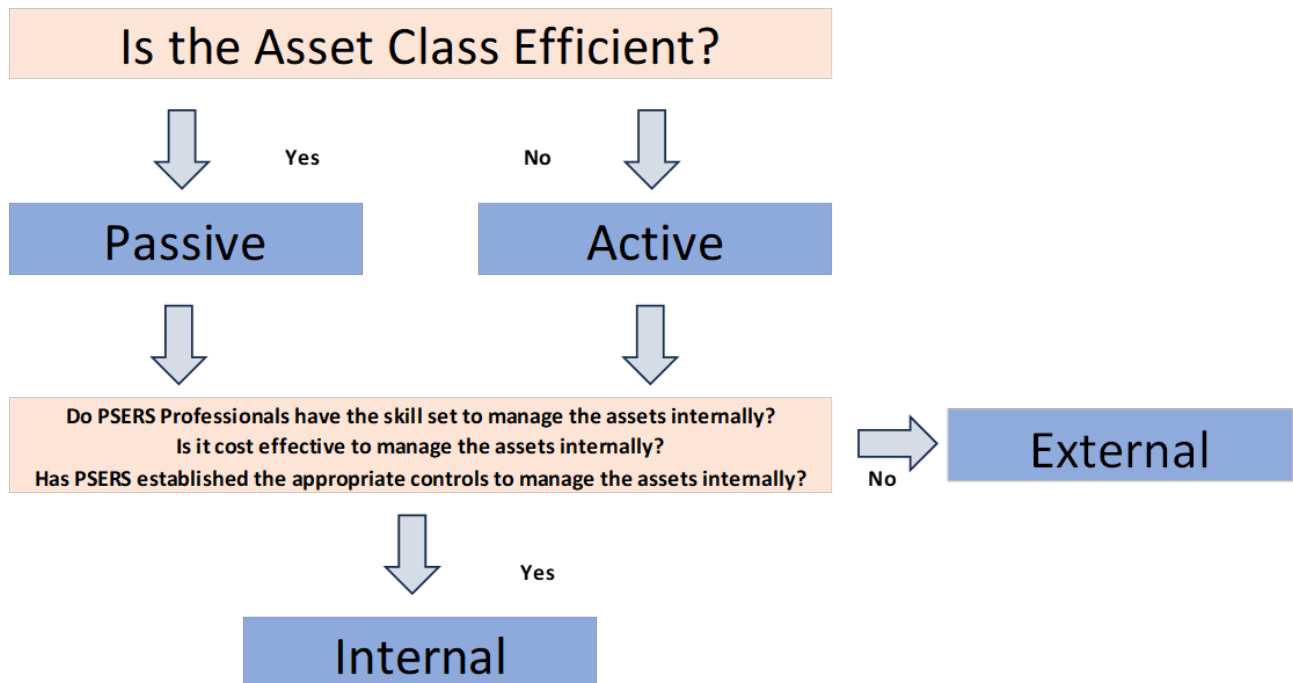 Is the Asset Class Efficient?
Yes
No
Passive
Active
Do PSERS Professionals have the skill set to manage the assets internally?
Is it cost effective to manage the assets internally?
Has PSERS established the appropriate controls to manage the assets internally?
External
No
Yes
Internal